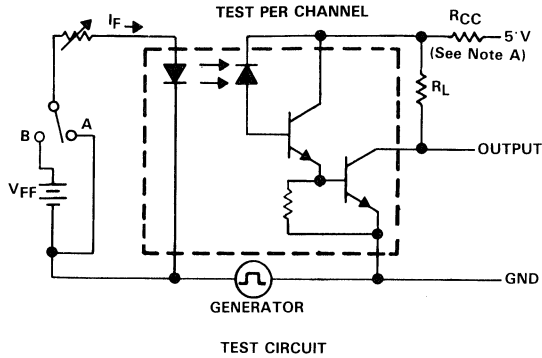 TEST PER CHANNEL
IF
RCC
5'V
(See Note A)
RL
B
A
OUTPUT
VFF
GND
GENERATOR
TEST CIRCUIT